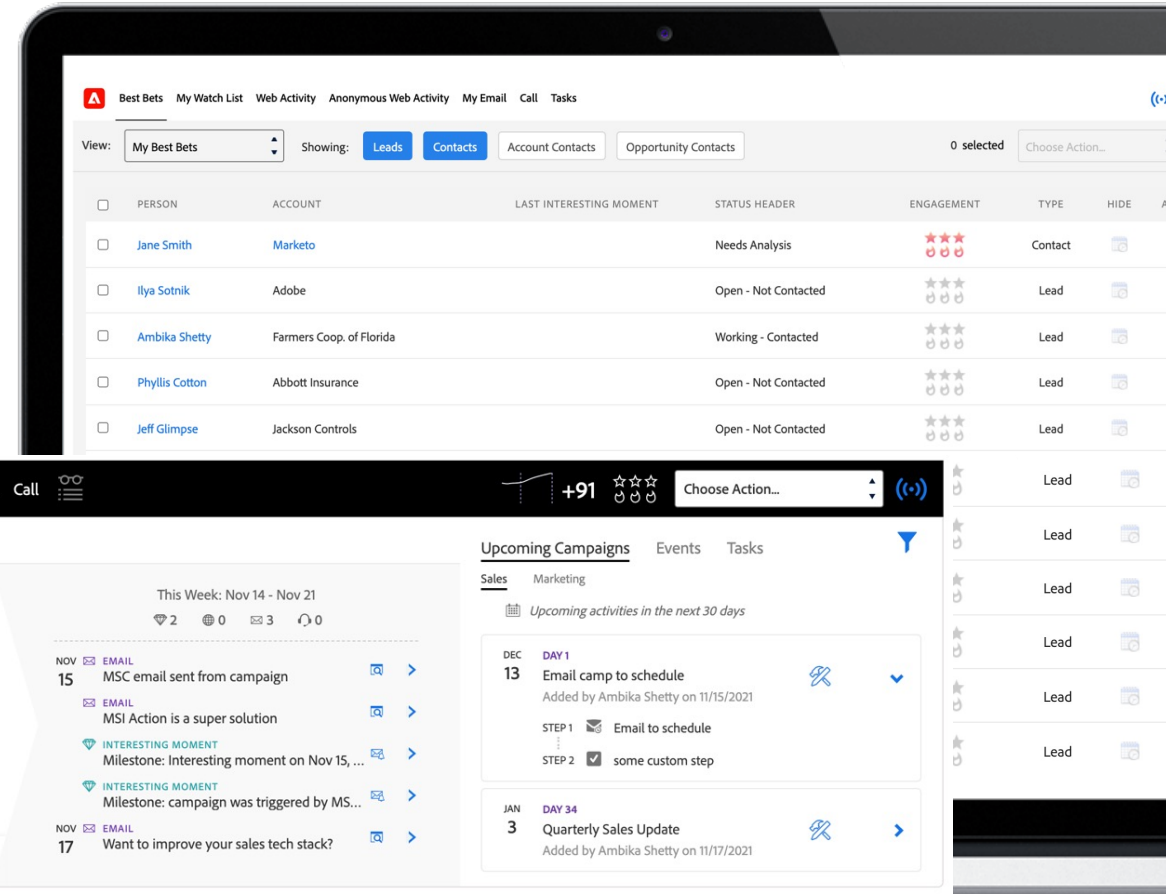 Best Bets My Watch List Web Activity Anonymous Web Activity My Email Call Tasks
View: My Best Bets Showing: Leads Contacts Account Contacts Opportunity Contacts 0 selected Choose Action...
PERSON ACCOUNT LAST INTERESTING MOMENT STATUS HEADER ENGAGEMENT TYPE HIDE A
Jane Smith Marketo Needs Analysis Contact
Ilya Sotnik Adobe Open - Not Contacted Lead
Ambika Shetty Farmers Coop. of Florida Working - Contacted Lead
Phyllis Cotton Abbott Insurance Open - Not Contacted Lead
Jeff Glimpse Jackson Controls Open - Not Contacted Lead
Lead
Lead
Lead
Lead
Lead
Lead
Call +91 Choose Action...
This Week: Nov 14 - Nov 21
2 0 3 0
NOV EMAIL
15 MSC email sent from campaign
EMAIL
MSI Action is a super solution
INTERESTING MOMENT
Milestone: Interesting moment on Nov 15, ...
INTERESTING MOMENT
Milestone: campaign was triggered by MS...
NOV EMAIL
17 Want to improve your sales tech stack?
Upcoming Campaigns Events Tasks
Sales Marketing
Upcoming activities in the next 30 days
DEC DAY 1
13 Email camp to schedule
Added by Ambika Shetty on 11/15/2021
STEP 1 Email to schedule
STEP 2 some custom step
JAN DAY 34
3 Quarterly Sales Update
Added by Ambika Shetty on 11/17/2021